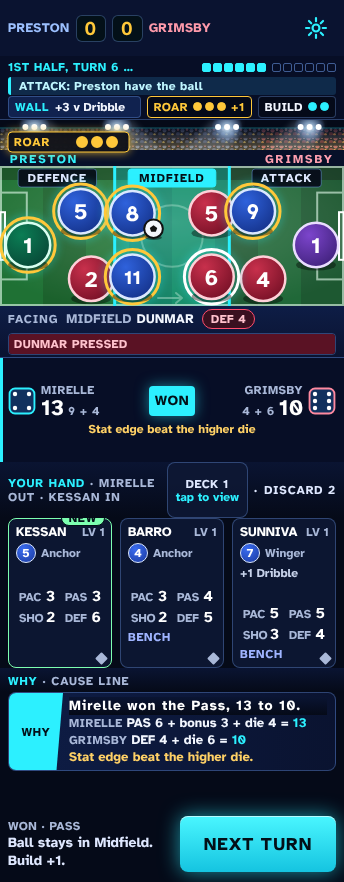 PRESTON 0 0 GRIMSBY
1ST HALF, TURN 6 ...
ATTACK: Preston have the ball
WALL +3 v Dribble
ROAR +1
BUILD
ROAR
PRESTON
GRIMSBY
DEFENCE
MIDFIELD
ATTACK
5
8
5
9
1
1
2
11
6
4
FACING MIDFIELD DUNMAR DEF 4
DUNMAR PRESSED
MIRELLE
13 9 + 4
WON
GRIMSBY
4 + 6 10
Stat edge beat the higher die
YOUR HAND · MIRELLE OUT · KESSAN IN
DECK 1
tap to view
· DISCARD 2
NEW
KESSAN LV 1
5 Anchor
PAC 3 PAS 3
SHO 2 DEF 6
BARRO LV 1
4 Anchor
PAC 3 PAS 4
SHO 2 DEF 5
BENCH
SUNNIVA LV 1
7 Winger
+1 Dribble
PAC 5 PAS 5
SHO 3 DEF 4
BENCH
WHY · CAUSE LINE
WHY
Mirelle won the Pass, 13 to 10.
MIRELLE PAS 6 + bonus 3 + die 4 = 13
GRIMSBY DEF 4 + die 6 = 10
Stat edge beat the higher die.
WON · PASS
Ball stays in Midfield.
Build +1.
NEXT TURN